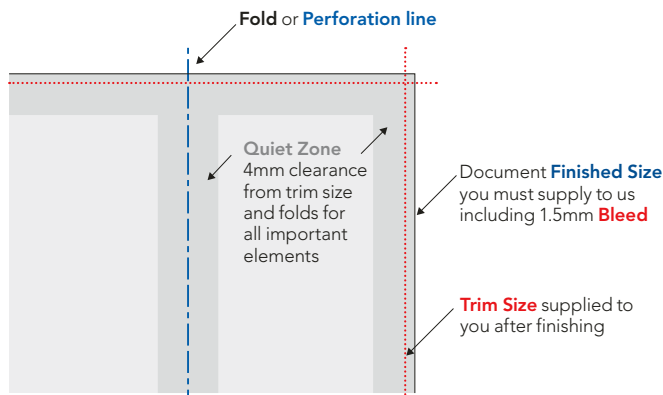 Fold or Perforation line
Quiet Zone
4mm clearance
from trim size
and folds for
all important
elements
Document Finished Size
you must supply to us
including 1.5mm Bleed
Trim Size supplied to
you after finishing